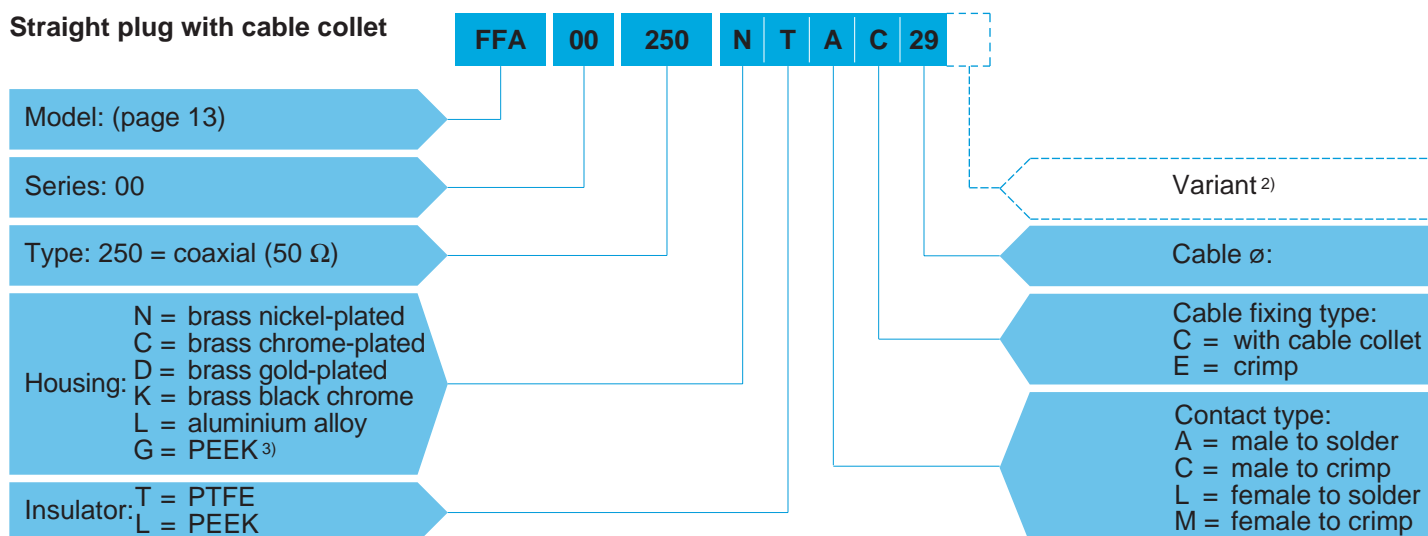 Straight plug with cable collet
FFA 00 250 N T A C 29
Model: (page 13)
Series: 00
Type: 250 = coaxial (50 Ω)
Housing:
N = brass nickel-plated
C = brass chrome-plated
D = brass gold-plated
K = brass black chrome
L = aluminium alloy
G = PEEK 3)
Insulator:
T = PTFE
L = PEEK
Variant 2)
Cable ø:
Cable fixing type:
C = with cable collet
E = crimp
Contact type:
A = male to solder
C = male to crimp
L = female to solder
M = female to crimp